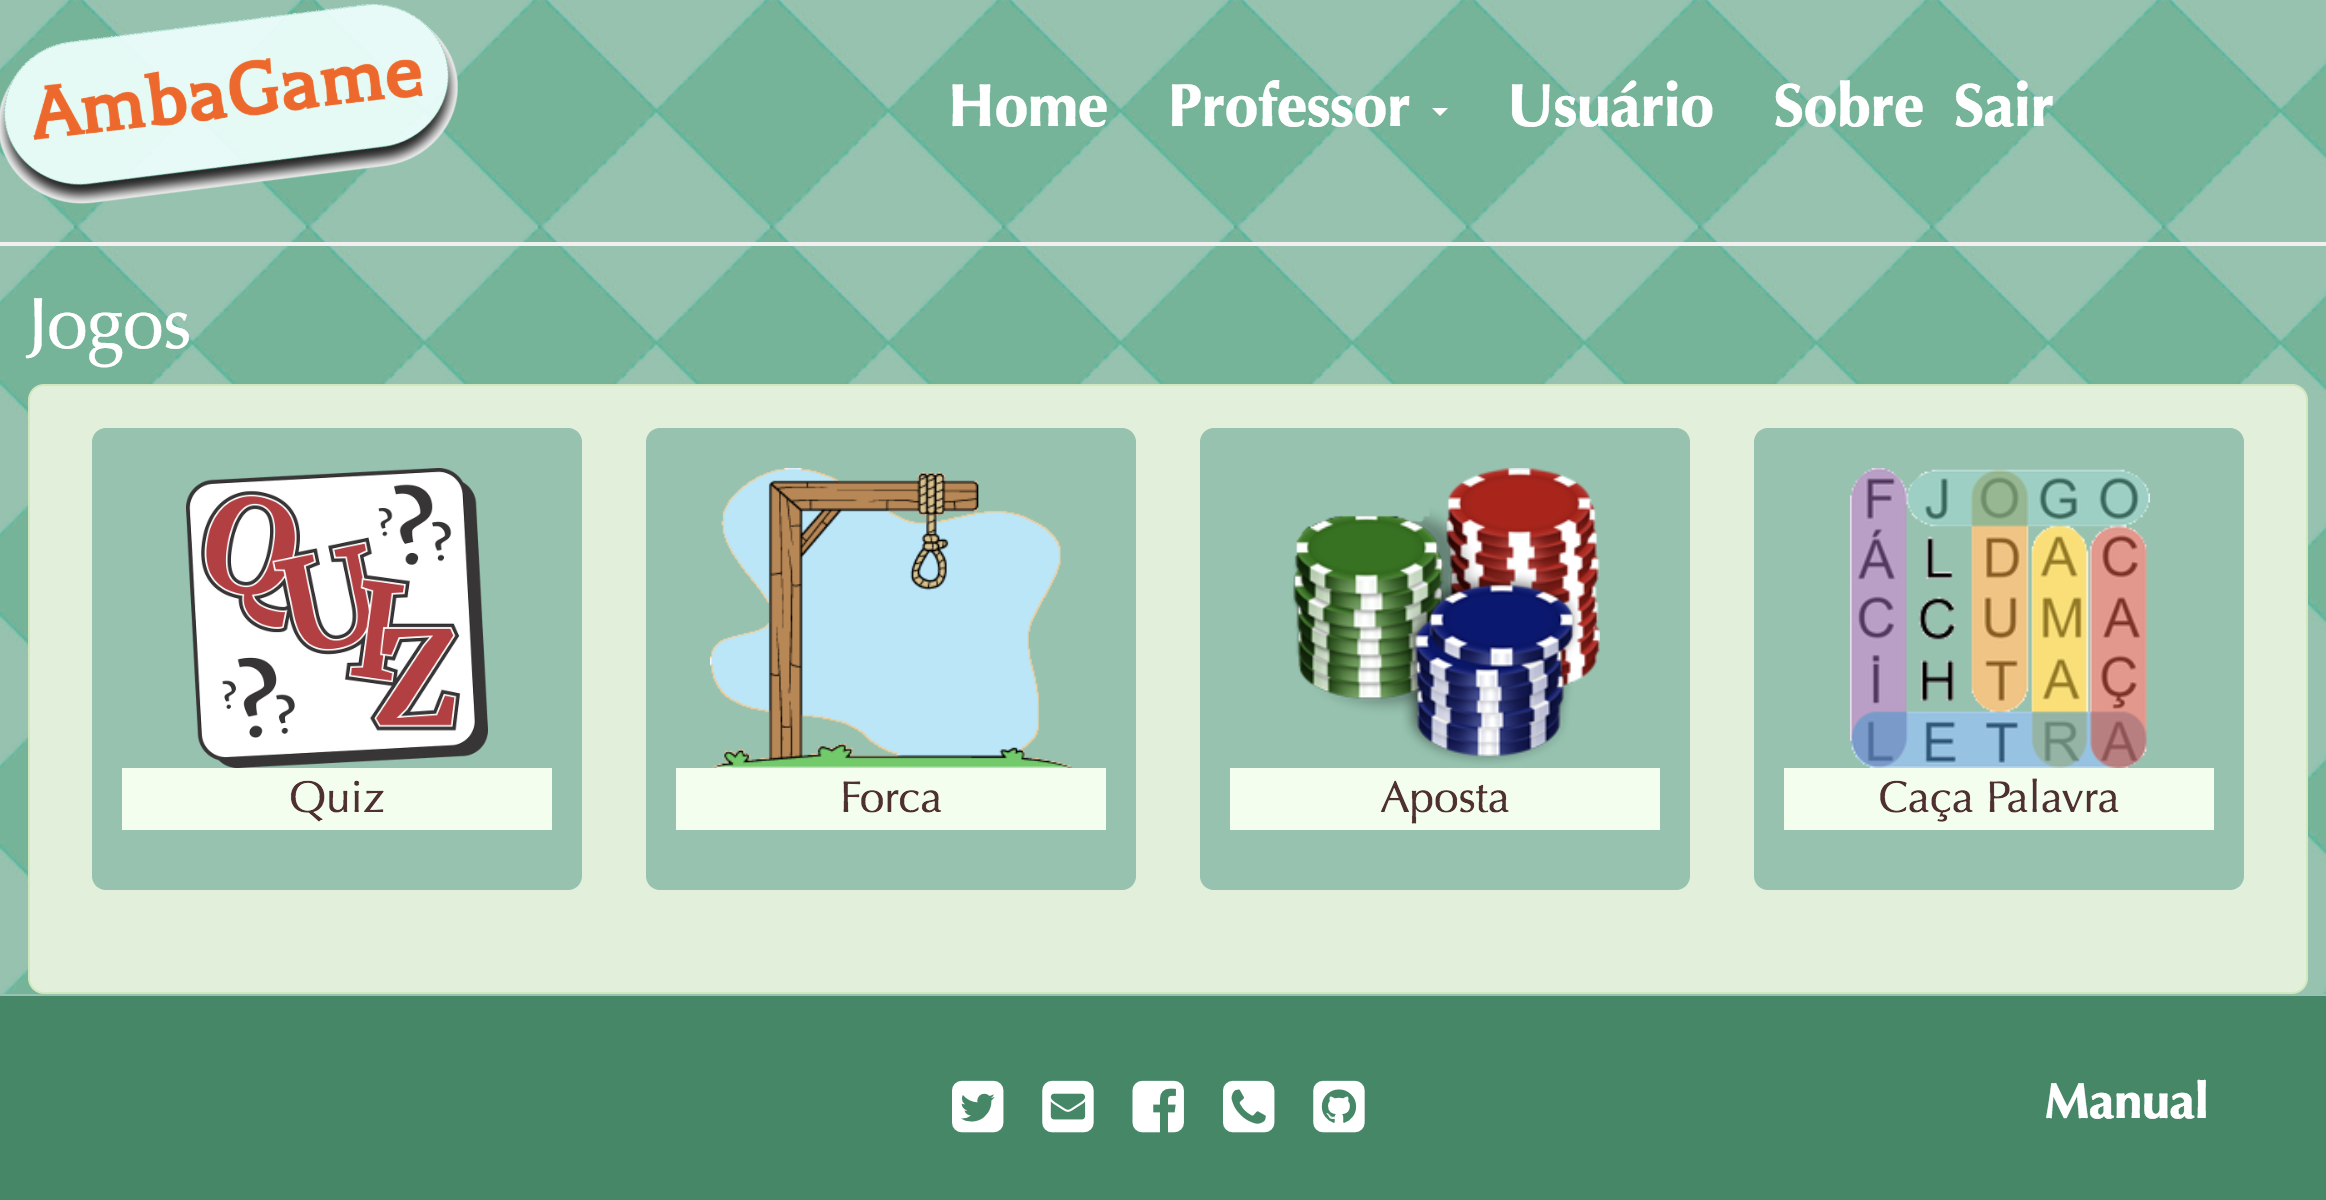 AmbaGame
Home Professor Usuário Sobre Sair
Jogos
QUIZ
? ? ?
? ? ?
F J O G O
Á L D A C
C C U M A
Í H T A Ç
L E T R A
Quiz
Forca
Aposta
Caça Palavra
Manual